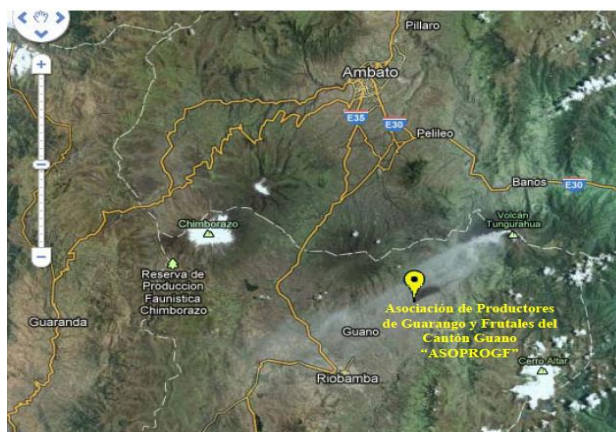 Píllaro
Ambato
E35
E30
Pelileo
Banos
E30
Volcán
Tungurahua
Chimborazo
Reserva de
Produccion
Faunistica
Chimborazo
Guaranda
Asociación de Productores
de Guarango y Frutales del
Cantón Guano
“ASOPROGF”
Guano
Cerro Altar
Riobamba